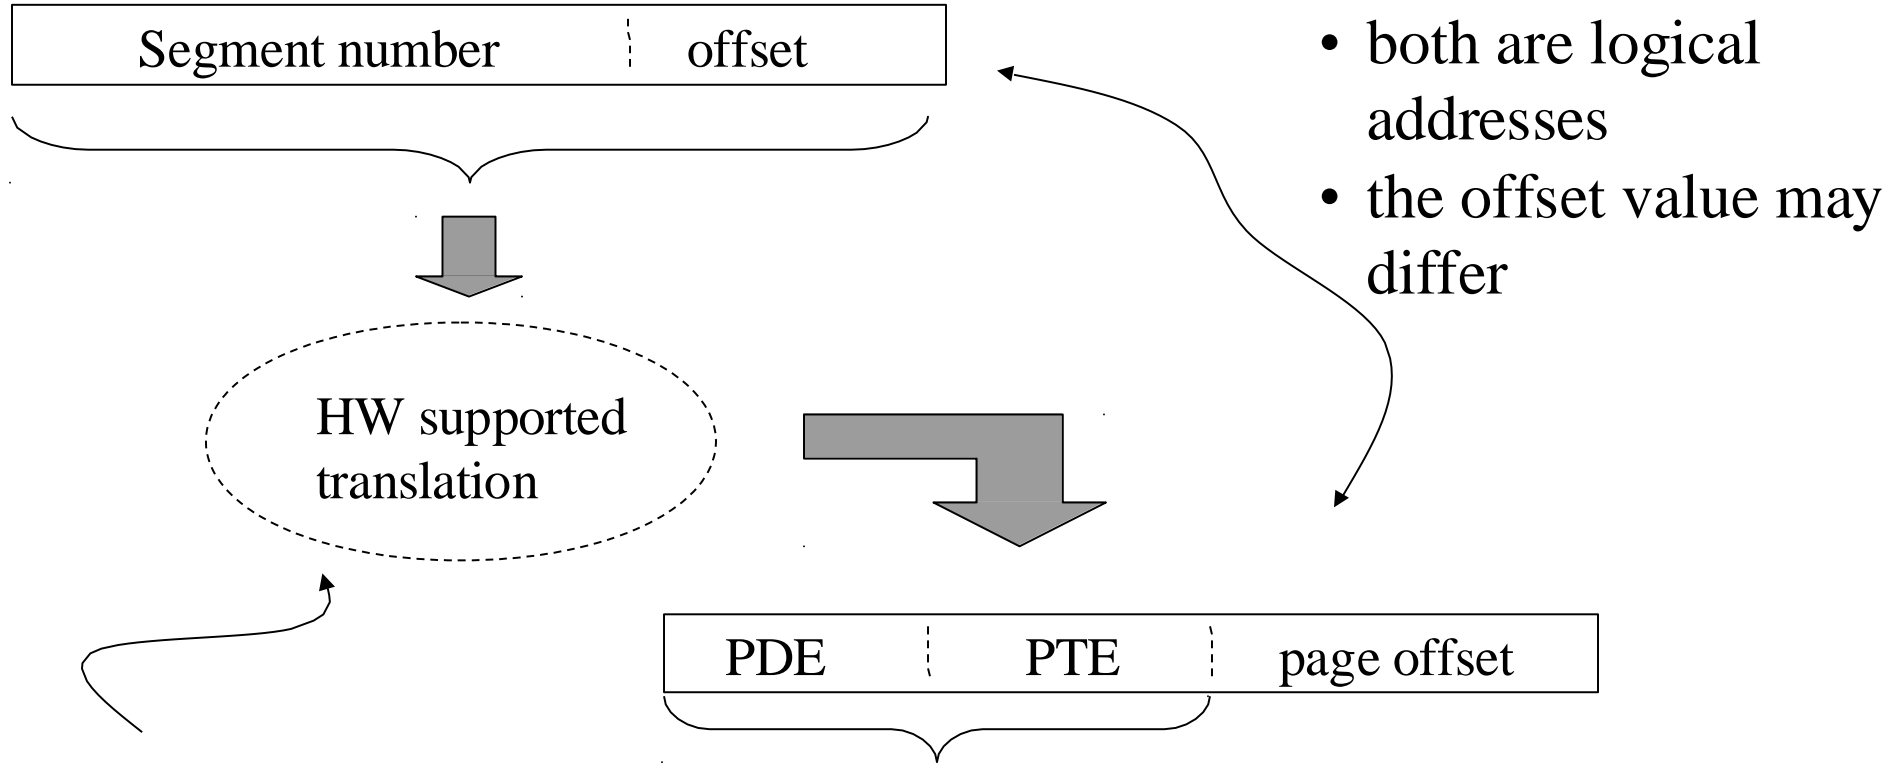 Segment number offset
• both are logical
addresses
• the offset value may
differ
HW supported
translation
PDE PTE page offset